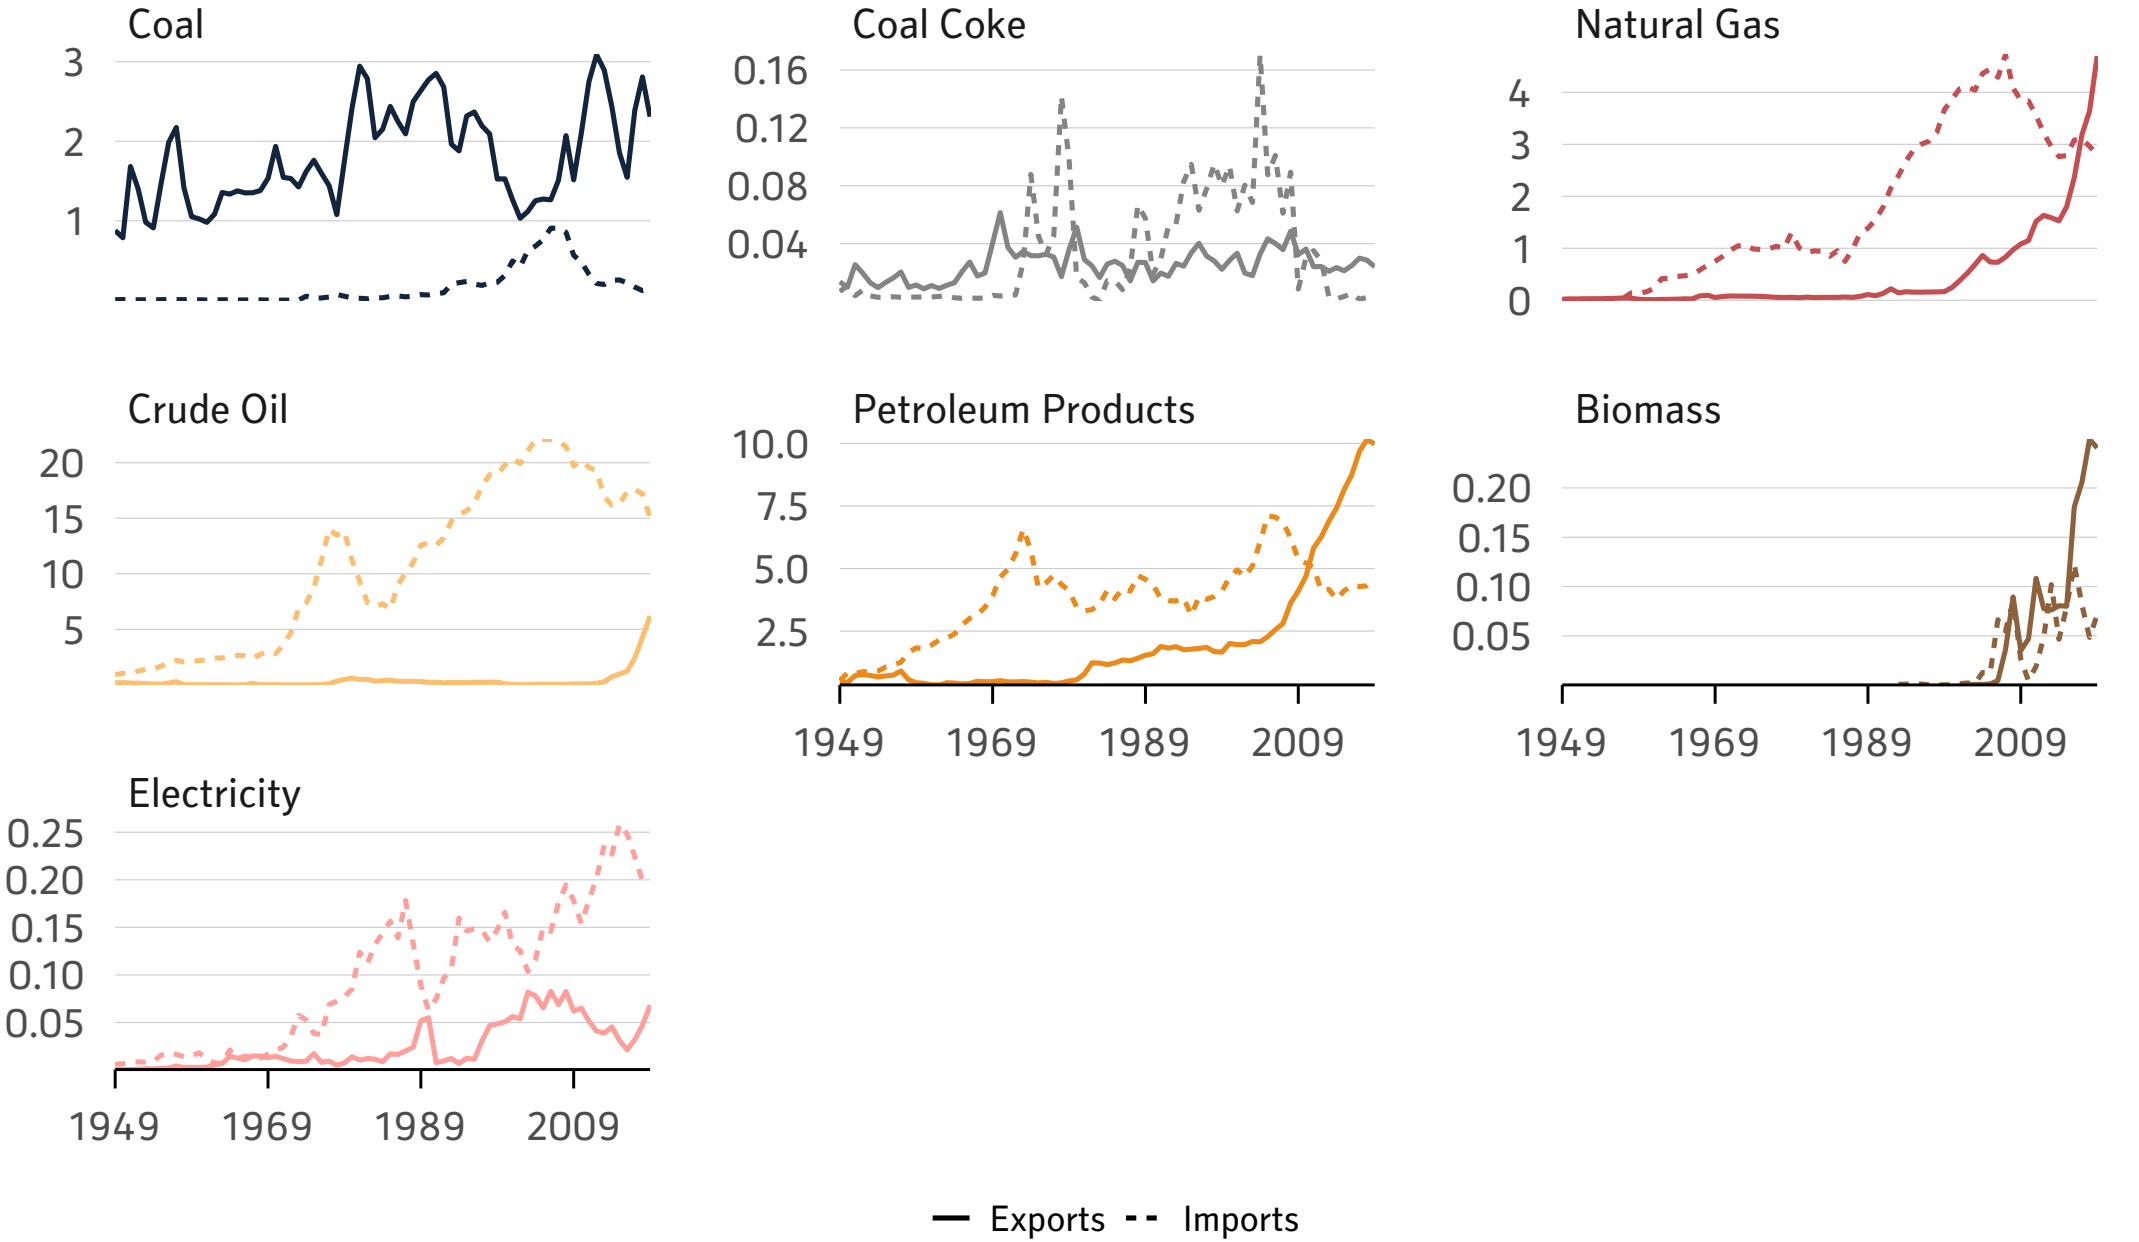 Coal
3
2
1
Coal Coke
0.16
0.12
0.08
0.04
Natural Gas
4
3
2
1
0
Crude Oil
20
15
10
5
Petroleum Products
10.0
7.5
5.0
2.5
1949 1969 1989 2009
Biomass
0.20
0.15
0.10
0.05
1949 1969 1989 2009
Electricity
0.25
0.20
0.15
0.10
0.05
1949 1969 1989 2009
Exports Imports